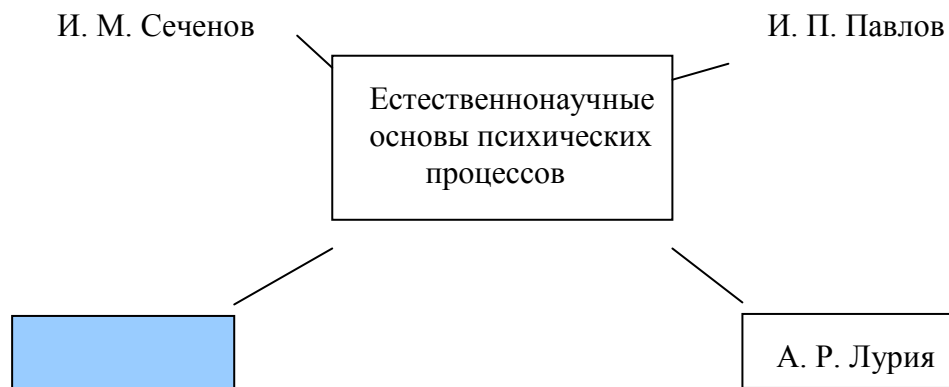 И. М. Сеченов
И. П. Павлов
Естественнонаучные
основы психических
процессов
А. Р. Лурия